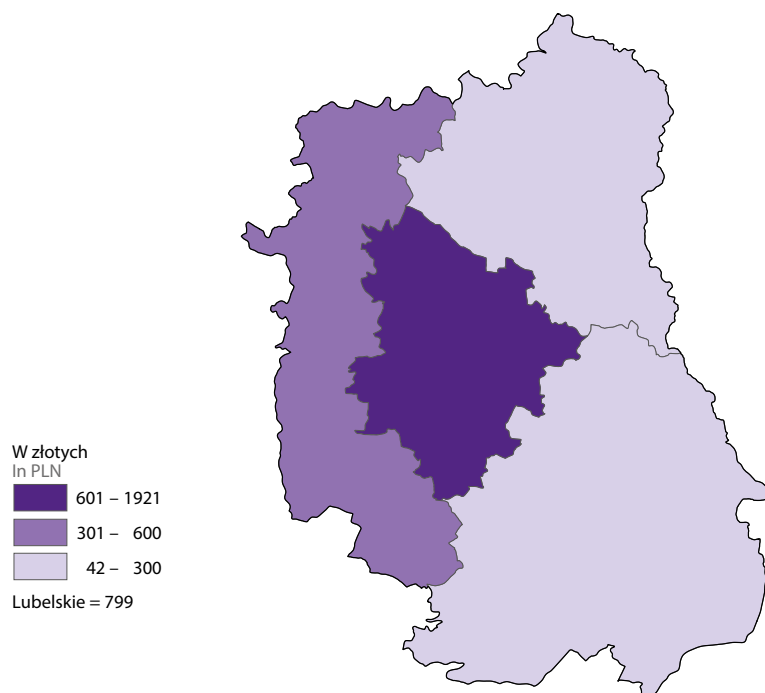 W złotych
In PLN
601 – 1921
301 – 600
42 – 300
Lubelskie = 799